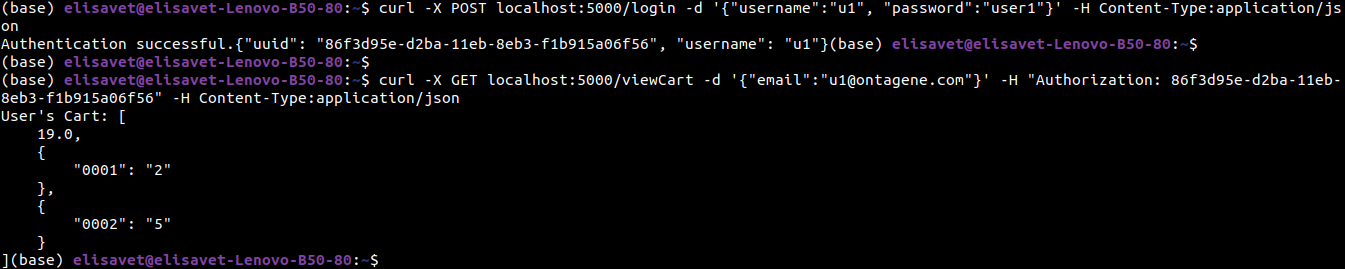 (base) elisavet@elisavet-Lenovo-B50-80:~$ curl -X POST localhost:5000/login -d '{"username":"u1", "password":"user1"}' -H Content-Type:application/js
on
Authentication successful.{"uuid": "86f3d95e-d2ba-11eb-8eb3-f1b915a06f56", "username": "u1"}(base) elisavet@elisavet-Lenovo-B50-80:~$
(base) elisavet@elisavet-Lenovo-B50-80:~$
(base) elisavet@elisavet-Lenovo-B50-80:~$ curl -X GET localhost:5000/viewCart -d '{"email":"u1@ontagene.com"}' -H "Authorization: 86f3d95e-d2ba-11eb-
8eb3-f1b915a06f56" -H Content-Type:application/json
User's Cart: [
    19.0,
    {
        "0001": "2"
    },
    {
        "0002": "5"
    }
](base) elisavet@elisavet-Lenovo-B50-80:~$